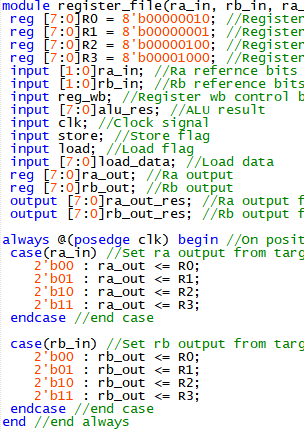 module register_file(ra_in, rb_in, ra_
reg [7:0]R0 = 8'b00000010; //Register
reg [7:0]R1 = 8'b00000001; //Register
reg [7:0]R2 = 8'b00000100; //Register
reg [7:0]R3 = 8'b00001000; //Register
input [1:0]ra_in; //Ra refernce bits
input [1:0]rb_in; //Rb reference bits
input reg_wb; //Register wb control b
input [7:0]alu_res; //ALU result
input clk; //Clock signal
input store; //Store flag
input load; //Load flag
input [7:0]load_data; //Load data
reg [7:0]ra_out; //Ra output
reg [7:0]rb_out; //Rb output
output [7:0]ra_out_res; //Ra output f
output [7:0]rb_out_res; //Rb output f
always @(posedge clk) begin //On posit
case(ra_in) //Set ra output from targ
2'b00 : ra_out <= R0;
2'b01 : ra_out <= R1;
2'b10 : ra_out <= R2;
2'b11 : ra_out <= R3;
endcase //end case
case(rb_in) //Set rb output from targ
2'b00 : rb_out <= R0;
2'b01 : rb_out <= R1;
2'b10 : rb_out <= R2;
2'b11 : rb_out <= R3;
endcase //end case
end //end always